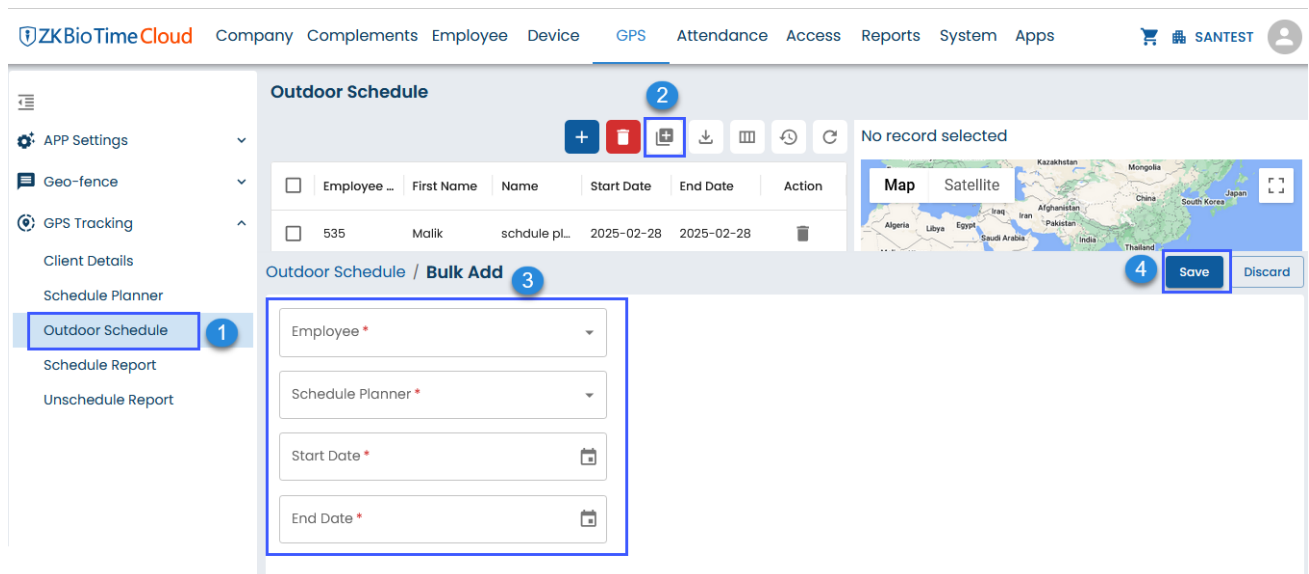 ZKBioTime Cloud Company Complements Employee Device GPS Attendance Access Reports System Apps SANTEST
APP Settings
Geo-fence
GPS Tracking
Client Details
Schedule Planner
Outdoor Schedule 1
Schedule Report
Unschedule Report
Outdoor Schedule 2
Employee ... First Name Name Start Date End Date Action
535 Malik schdule pl... 2025-02-28 2025-02-28
No record selected
Map Satellite
Kazakhstan
Mongolia
Japan
China
South Korea
Afghanistan
Iraq
Iran
Pakistan
Algeria
Libya
Egypt
Saudi Arabia
India
Thailand
Outdoor Schedule / Bulk Add 3
4 Save Discard
Employee *
Schedule Planner *
Start Date *
End Date *